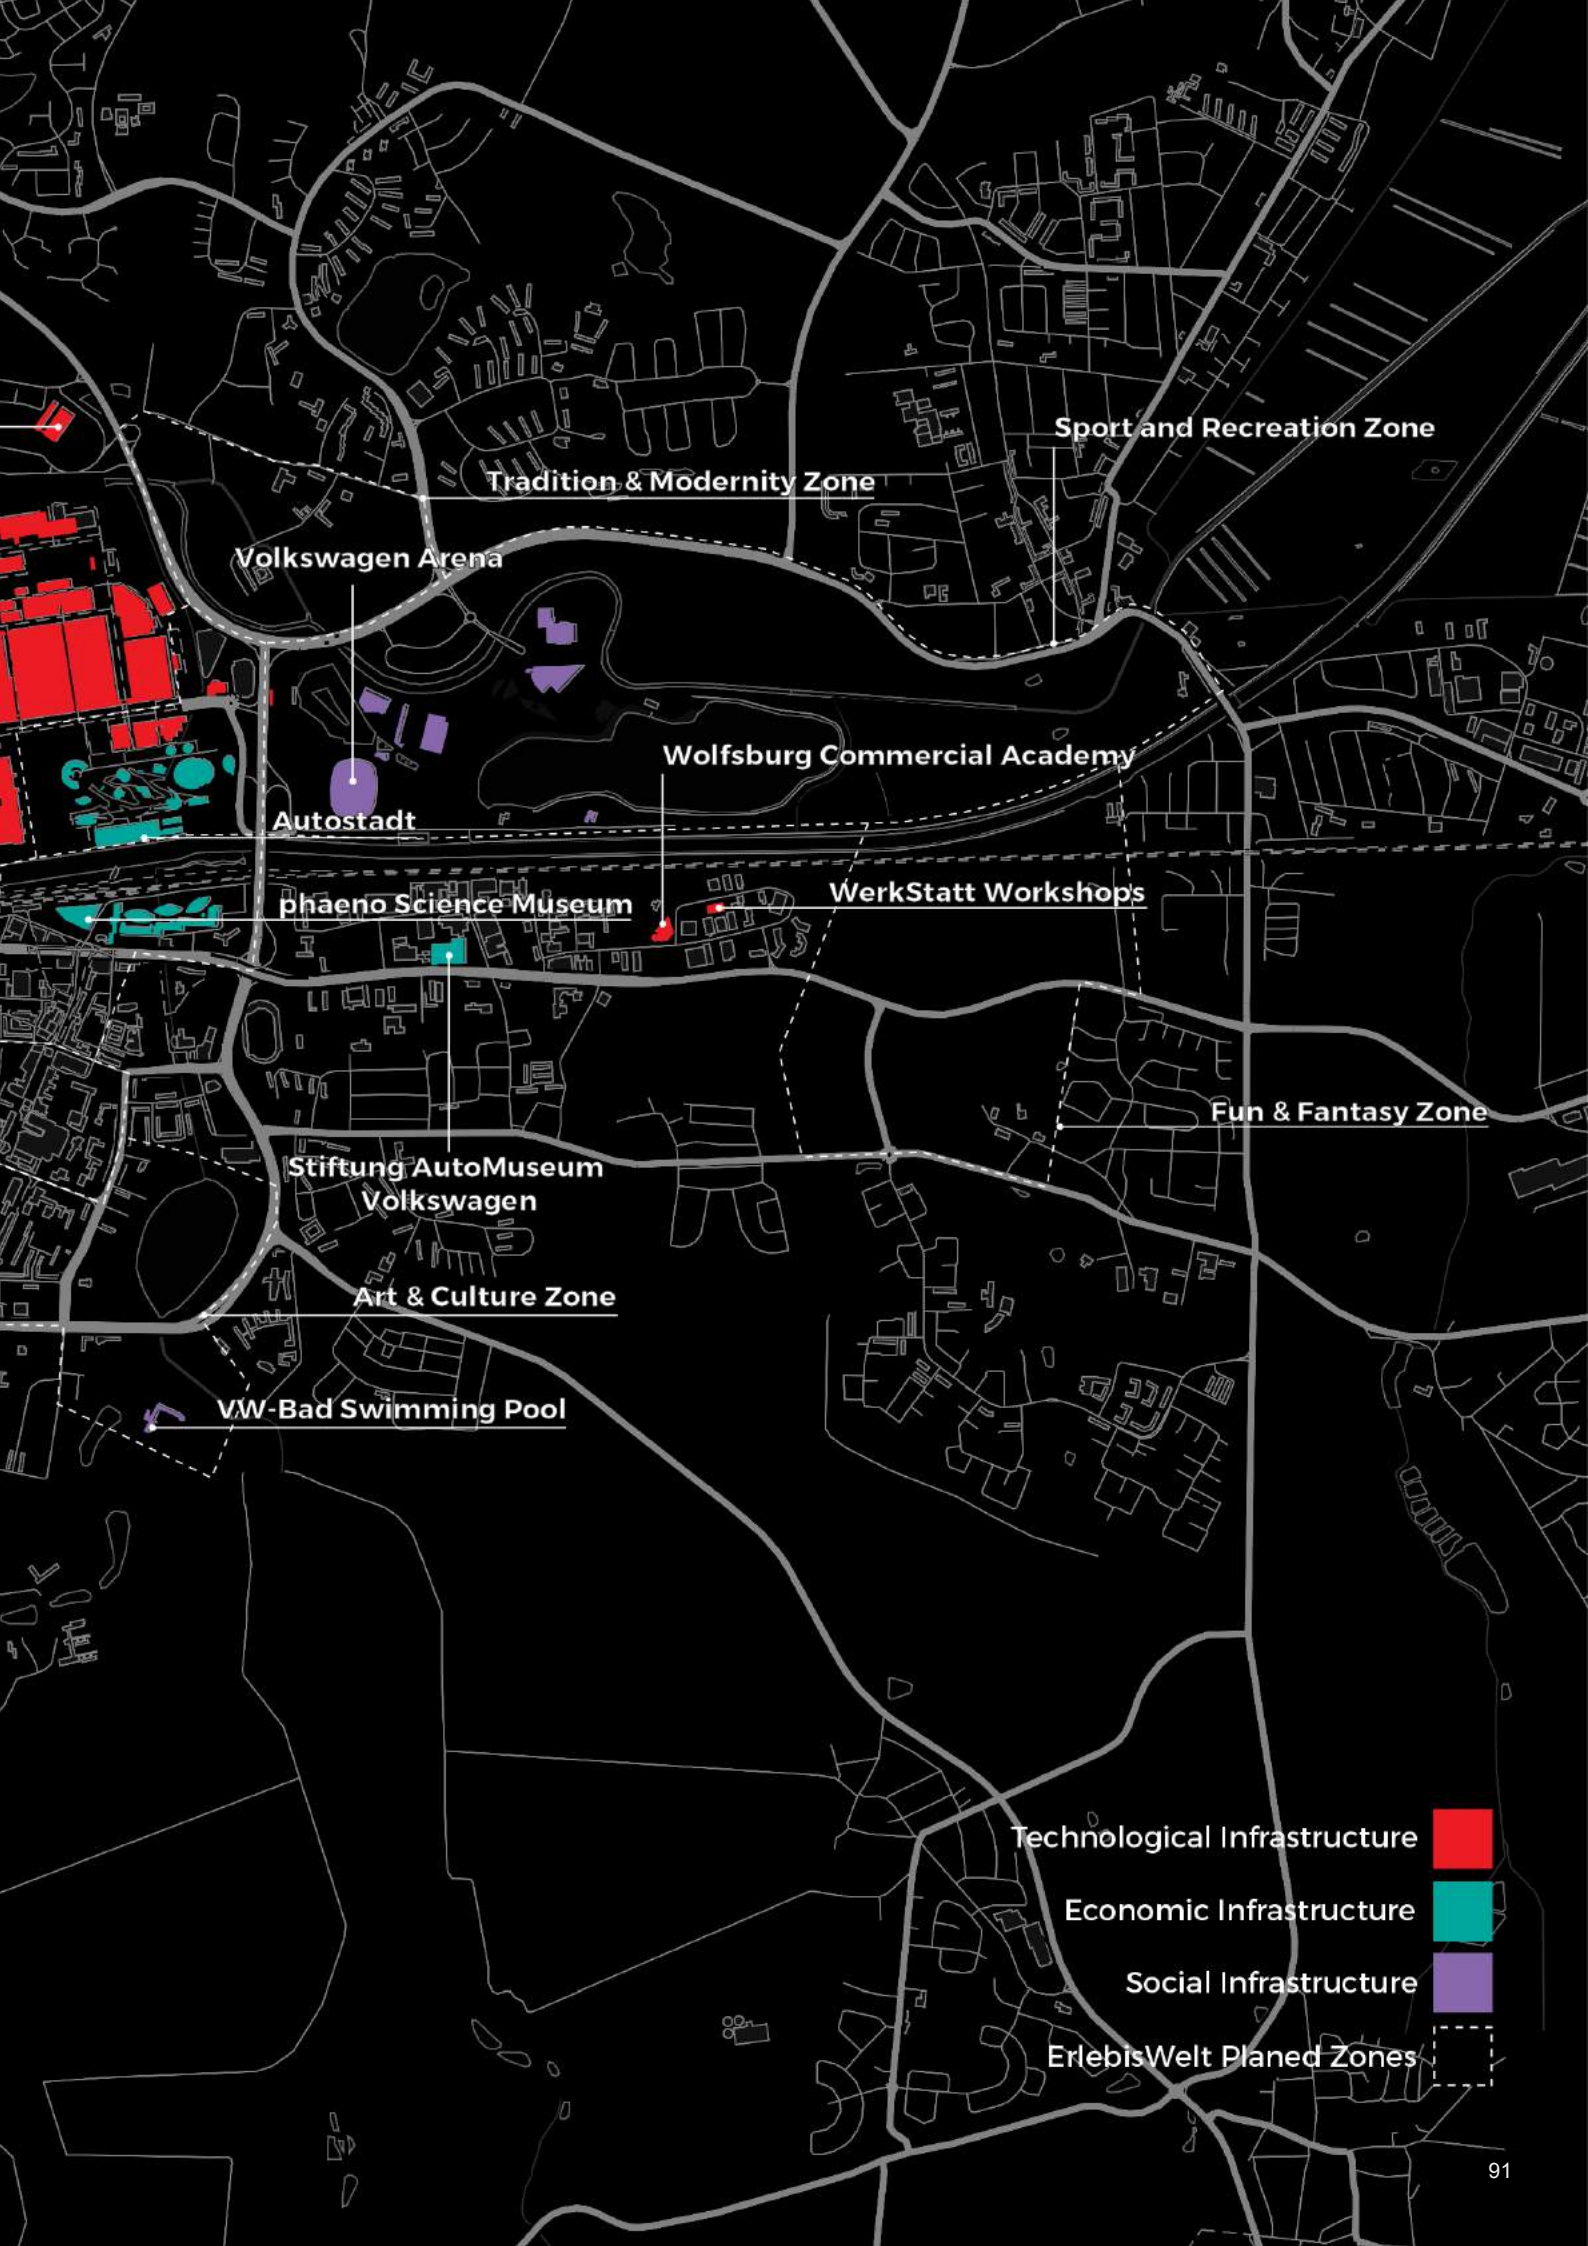 Sport and Recreation Zone
Tradition & Modernity Zone
Volkswagen Arena
Wolfsburg Commercial Academy
Autostadt
WerkStatt Workshops
phaeno Science Museum
Fun & Fantasy Zone
Stiftung AutoMuseum
Volkswagen
Art & Culture Zone
VW-Bad Swimming Pool
Technological Infrastructure
Economic Infrastructure
Social Infrastructure
ErlebisWelt Planed Zones
91